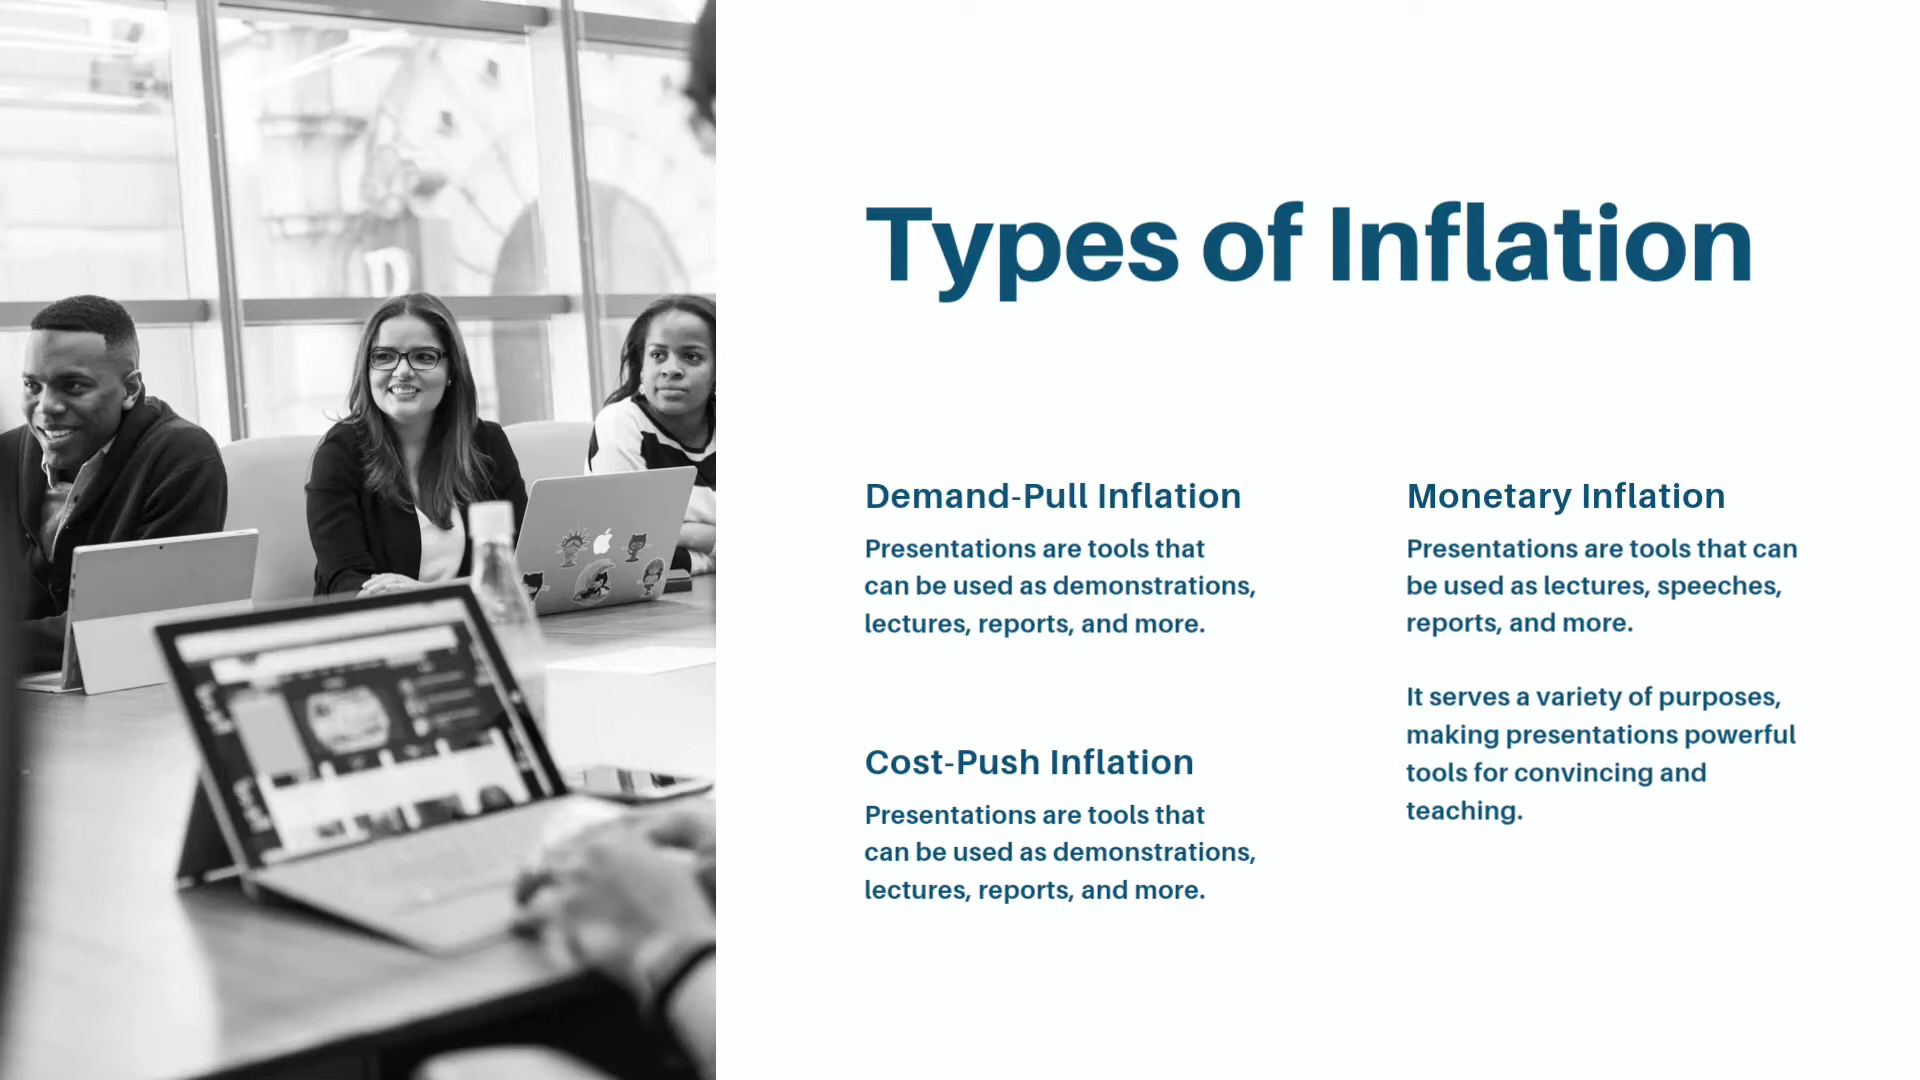 Types of Inflation
Demand-Pull Inflation
Presentations are tools that
can be used as demonstrations,
lectures, reports, and more.
Cost-Push Inflation
Presentations are tools that
can be used as demonstrations,
lectures, reports, and more.
Monetary Inflation
Presentations are tools that can
be used as lectures, speeches,
reports, and more.
It serves a variety of purposes,
making presentations powerful
tools for convincing and
teaching.